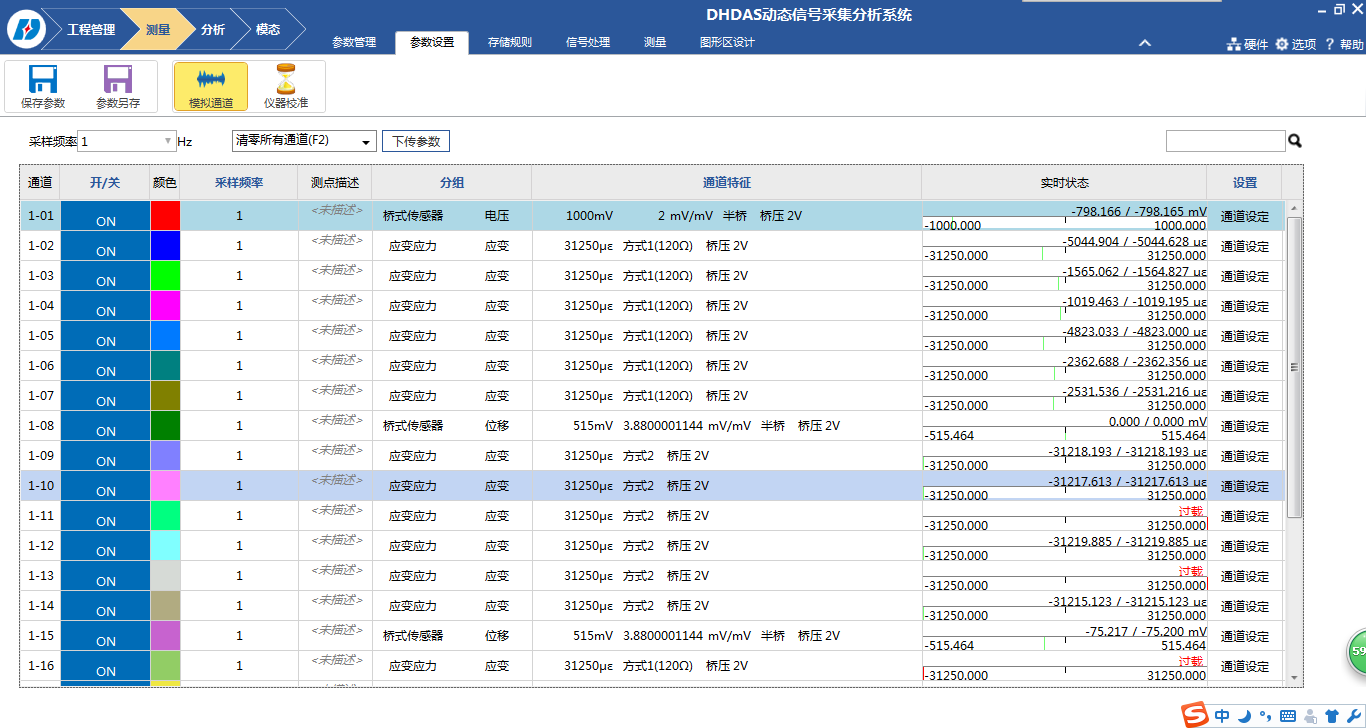 DHDAS动态信号采集分析系统
工程管理 测量 分析 模态
参数管理 参数设置 存储规则 信号处理 测量 图形区设计
硬件 选项 ? 帮助
保存参数 参数另存 模拟通道 仪器校准
采样频率 1 Hz 清零所有通道(F2) 下传参数
通道 开/关 颜色 采样频率 测点描述 分组 通道特征 实时状态 设置
1-01 ON 1 <未描述> 桥式传感器 电压 1000mV 2 mV/mV 半桥 桥压 2V -798.166 / -798.165 mV 通道设定
-1000.000 1000.000
1-02 ON 1 <未描述> 应变应力 应变 31250με 方式1(120Ω) 桥压 2V -5044.904 / -5044.628 με 通道设定
-31250.000 31250.000
1-03 ON 1 <未描述> 应变应力 应变 31250με 方式1(120Ω) 桥压 2V -1565.062 / -1564.827 με 通道设定
-31250.000 31250.000
1-04 ON 1 <未描述> 应变应力 应变 31250με 方式1(120Ω) 桥压 2V -1019.463 / -1019.195 με 通道设定
-31250.000 31250.000
1-05 ON 1 <未描述> 应变应力 应变 31250με 方式1(120Ω) 桥压 2V -4823.033 / -4823.000 με 通道设定
-31250.000 31250.000
1-06 ON 1 <未描述> 应变应力 应变 31250με 方式1(120Ω) 桥压 2V -2362.688 / -2362.356 με 通道设定
-31250.000 31250.000
1-07 ON 1 <未描述> 应变应力 应变 31250με 方式1(120Ω) 桥压 2V -2531.536 / -2531.216 με 通道设定
-31250.000 31250.000
1-08 ON 1 <未描述> 桥式传感器 位移 515mV 3.8800001144 mV/mV 半桥 桥压 2V 0.000 / 0.000 mV 通道设定
-515.464 515.464
1-09 ON 1 <未描述> 应变应力 应变 31250με 方式2 桥压 2V -31218.193 / -31218.193 με 通道设定
-31250.000 31250.000
1-10 ON 1 <未描述> 应变应力 应变 31250με 方式2 桥压 2V -31217.613 / -31217.613 με 通道设定
-31250.000 31250.000
1-11 ON 1 <未描述> 应变应力 应变 31250με 方式2 桥压 2V 过载 通道设定
-31250.000 31250.000
1-12 ON 1 <未描述> 应变应力 应变 31250με 方式2 桥压 2V -31219.885 / -31219.885 με 通道设定
-31250.000 31250.000
1-13 ON 1 <未描述> 应变应力 应变 31250με 方式2 桥压 2V 过载 通道设定
-31250.000 31250.000
1-14 ON 1 <未描述> 应变应力 应变 31250με 方式2 桥压 2V -31215.123 / -31215.123 με 通道设定
-31250.000 31250.000
1-15 ON 1 <未描述> 桥式传感器 位移 515mV 3.8800001144 mV/mV 半桥 桥压 2V -75.217 / -75.200 mV 通道设定
-515.464 515.464
1-16 ON 1 <未描述> 应变应力 应变 31250με 方式1(120Ω) 桥压 2V 过载 通道设定
-31250.000 31250.000
59
S 中